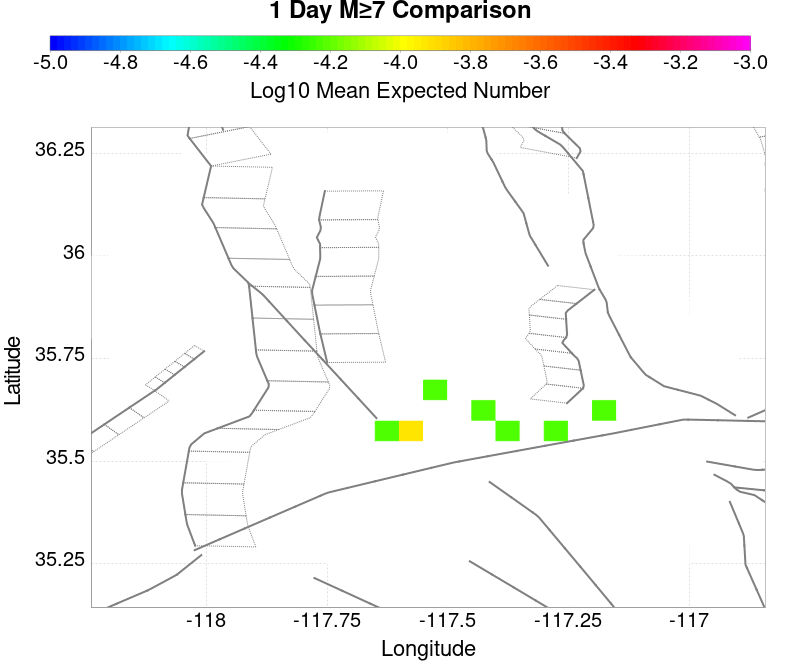 1 Day M≥7 Comparison
-5.0 -4.8 -4.6 -4.4 -4.2 -4.0 -3.8 -3.6 -3.4 -3.2 -3.0
Log10 Mean Expected Number
36.25
36
35.75
35.5
35.25
Latitude
-118 -117.75 -117.5 -117.25 -117
Longitude